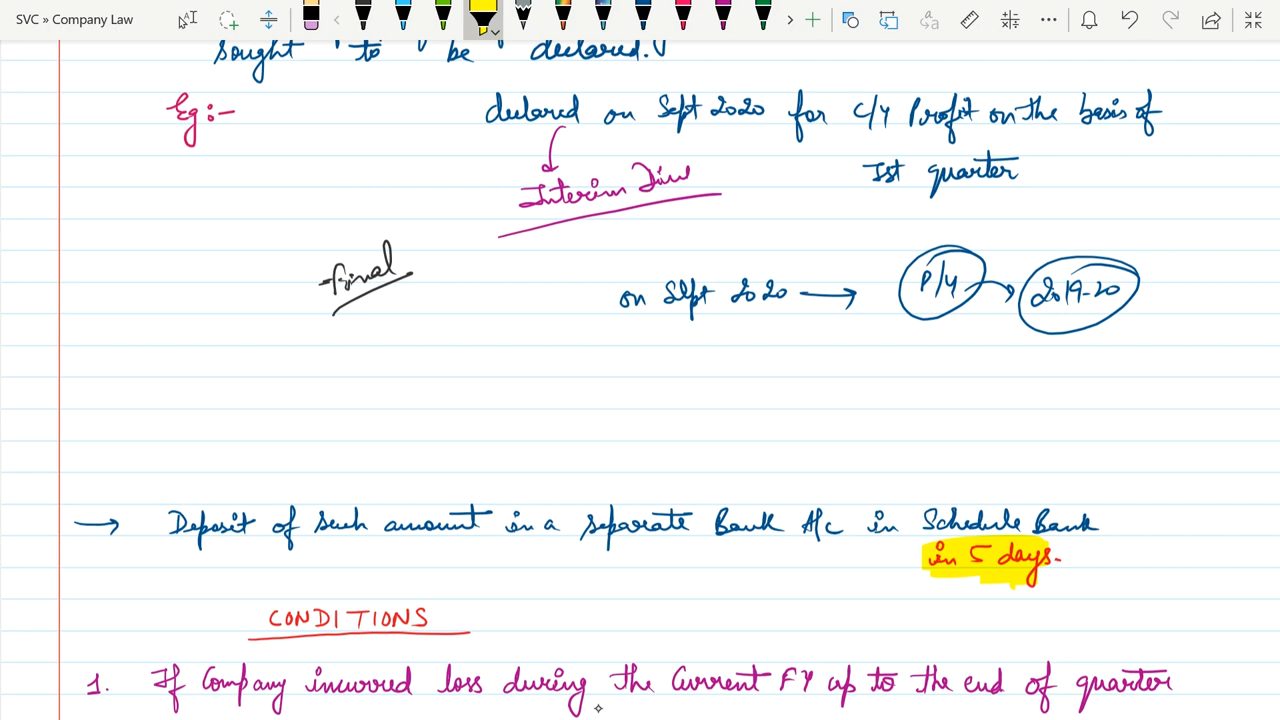 SVC » Company Law
sought to be declared.
Eg:-
declared on Sept 2020 for C/Y Profit on the basis of
Ist quarter
Interim Div
Final
on Sept 2020 → P/Y → 2019-20
→ Deposit of such amount in a separate Bank A/c in Schedule Bank
in 5 days.
CONDITIONS
1. If Company incurred loss during the Current FY up to the end of quarter